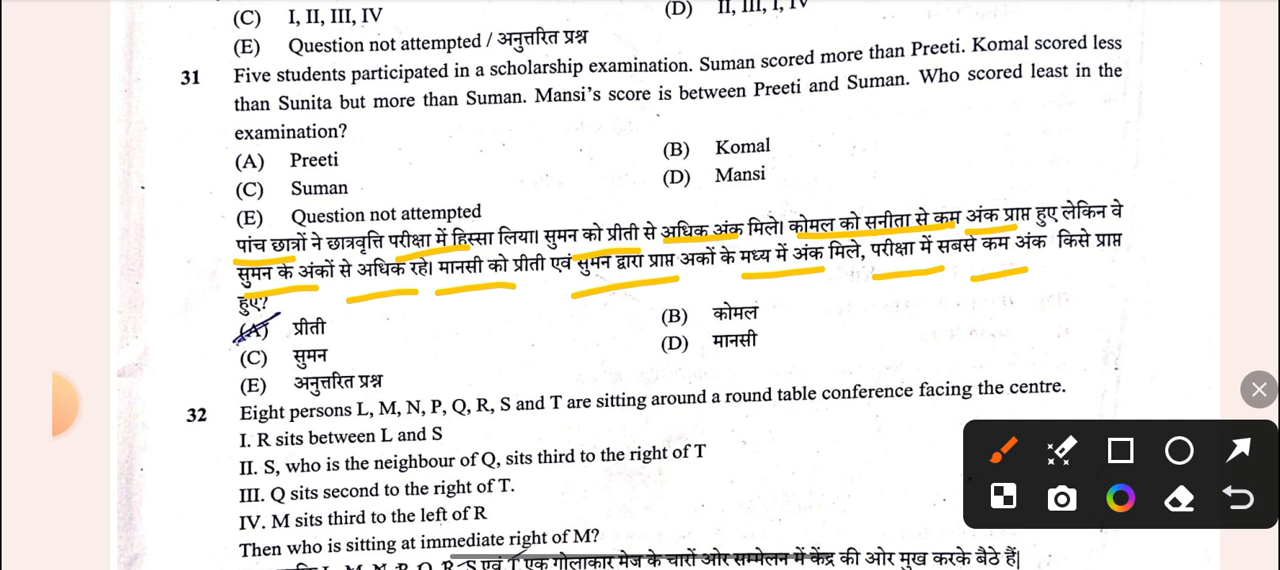 (C) I, II, III, IV (D) II, III, I, IV
(E) Question not attempted / अनुत्तरित प्रश्न
31 Five students participated in a scholarship examination. Suman scored more than Preeti. Komal scored less
than Sunita but more than Suman. Mansi's score is between Preeti and Suman. Who scored least in the
examination?
(A) Preeti (B) Komal
(C) Suman (D) Mansi
(E) Question not attempted
पांच छात्रों ने छात्रवृत्ति परीक्षा में हिस्सा लिया। सुमन को प्रीती से अधिक अंक मिले। कोमल को सनीता से कम अंक प्राप्त हुए लेकिन वे
सुमन के अंकों से अधिक रहे। मानसी को प्रीती एवं सुमन द्वारा प्राप्त अकों के मध्य में अंक मिले, परीक्षा में सबसे कम अंक किसे प्राप्त
हुए?
(A) प्रीती (B) कोमल
(C) सुमन (D) मानसी
(E) अनुत्तरित प्रश्न
32 Eight persons L, M, N, P, Q, R, S and T are sitting around a round table conference facing the centre.
I. R sits between L and S
II. S, who is the neighbour of Q, sits third to the right of T
III. Q sits second to the right of T.
IV. M sits third to the left of R
Then who is sitting at immediate right of M?
R, S एवं T एक गोलाकार मेज के चारों ओर सम्मेलन में केंद्र की ओर मुख करके बैठे हैं|